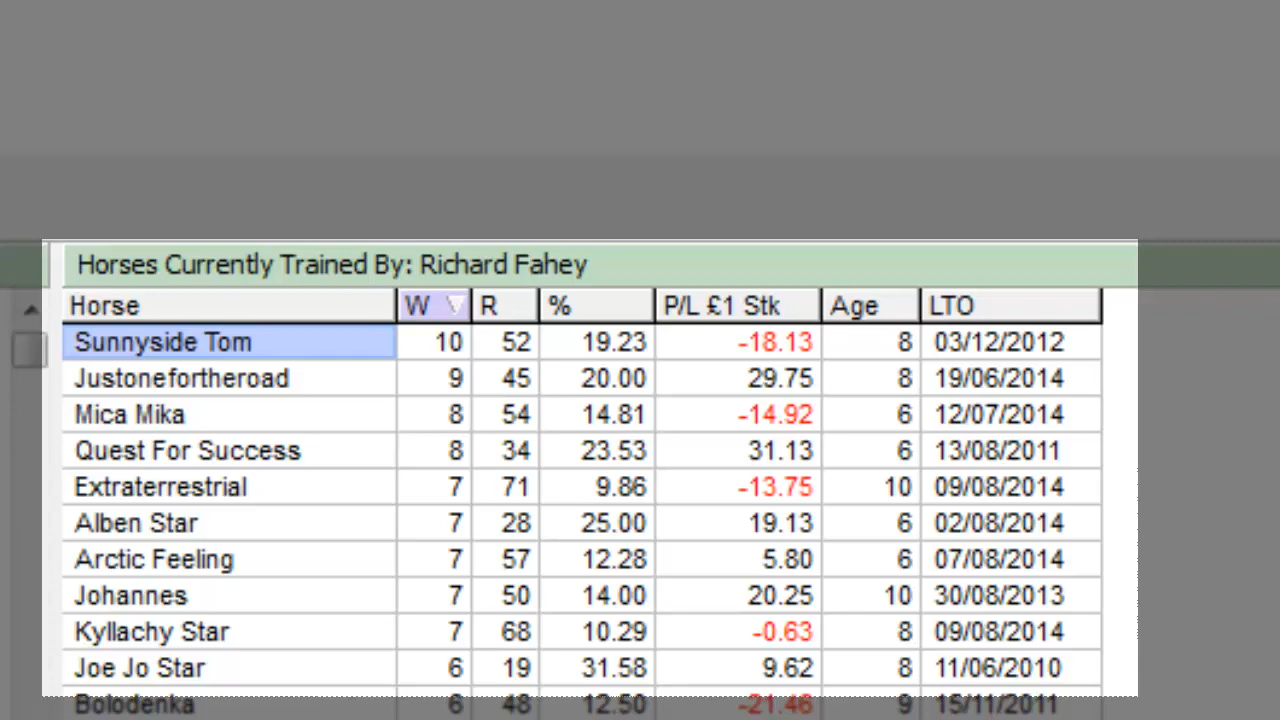 Horses Currently Trained By: Richard Fahey
Horse W R % P/L £1 Stk Age LTO
Sunnyside Tom 10 52 19.23 -18.13 8 03/12/2012
Justonefortheroad 9 45 20.00 29.75 8 19/06/2014
Mica Mika 8 54 14.81 -14.92 6 12/07/2014
Quest For Success 8 34 23.53 31.13 6 13/08/2011
Extraterrestrial 7 71 9.86 -13.75 10 09/08/2014
Alben Star 7 28 25.00 19.13 6 02/08/2014
Arctic Feeling 7 57 12.28 5.80 6 07/08/2014
Johannes 7 50 14.00 20.25 10 30/08/2013
Kyllachy Star 7 68 10.29 -0.63 8 09/08/2014
Joe Jo Star 6 19 31.58 9.62 8 11/06/2010
Bolodenka 6 48 12.50 -21.46 9 15/11/2011